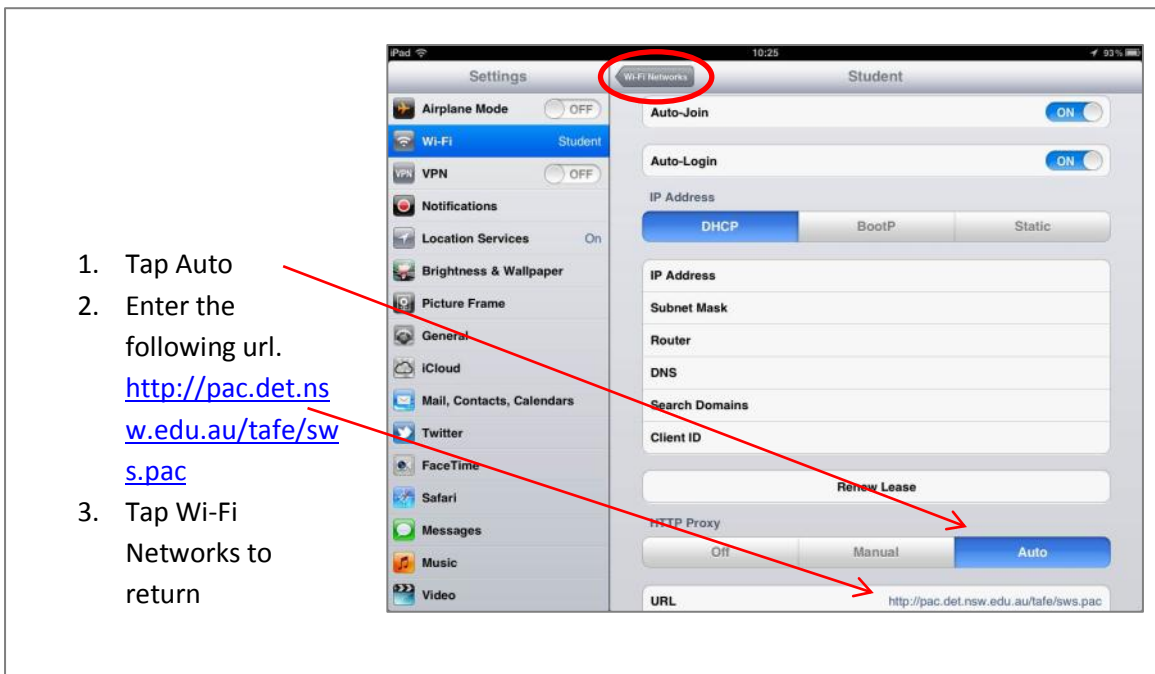 iPad 10:25 93%
Settings Wi-Fi Networks Student
Airplane Mode OFF
Wi-Fi Student
VPN VPN OFF
Notifications
Location Services On
Brightness & Wallpaper
Picture Frame
General
iCloud
Mail, Contacts, Calendars
Twitter
FaceTime
Safari
Messages
Music
Video
Auto-Join ON
Auto-Login ON
IP Address
DHCP BootP Static
IP Address
Subnet Mask
Router
DNS
Search Domains
Client ID
Renew Lease
HTTP Proxy
Off Manual Auto
URL http://pac.det.nsw.edu.au/tafe/sws.pac
1. Tap Auto
2. Enter the
following url.
http://pac.det.ns
w.edu.au/tafe/sw
s.pac
3. Tap Wi-Fi
Networks to
return